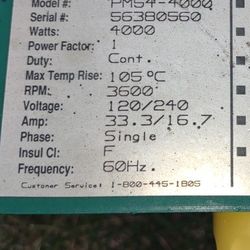 Model #: PM54-4000
Serial #: 56380560
Watts: 4000
Power Factor: 1
Duty: Cont.
Max Temp Rise: 105°C
RPM: 3600
Voltage: 120/240
Amp: 33.3/16.7
Phase: Single
Insul Cl: F
Frequency: 60Hz.
Customer Service: 1-800-445-1805